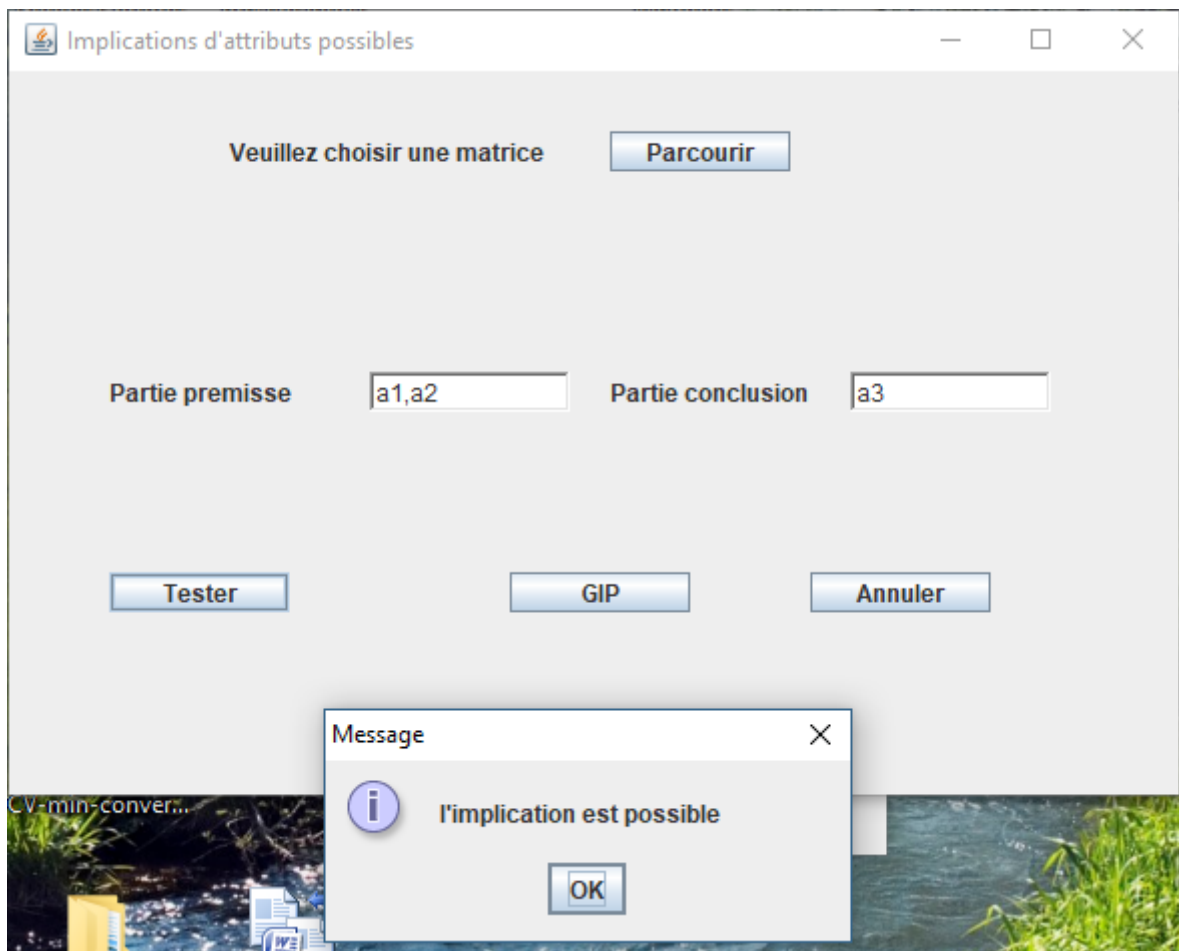 Implications d'attributs possibles
Veuillez choisir une matrice Parcourir
Partie premisse a1,a2 Partie conclusion a3
Tester GIP Annuler
Message
l'implication est possible
OK
CV-min-conver...